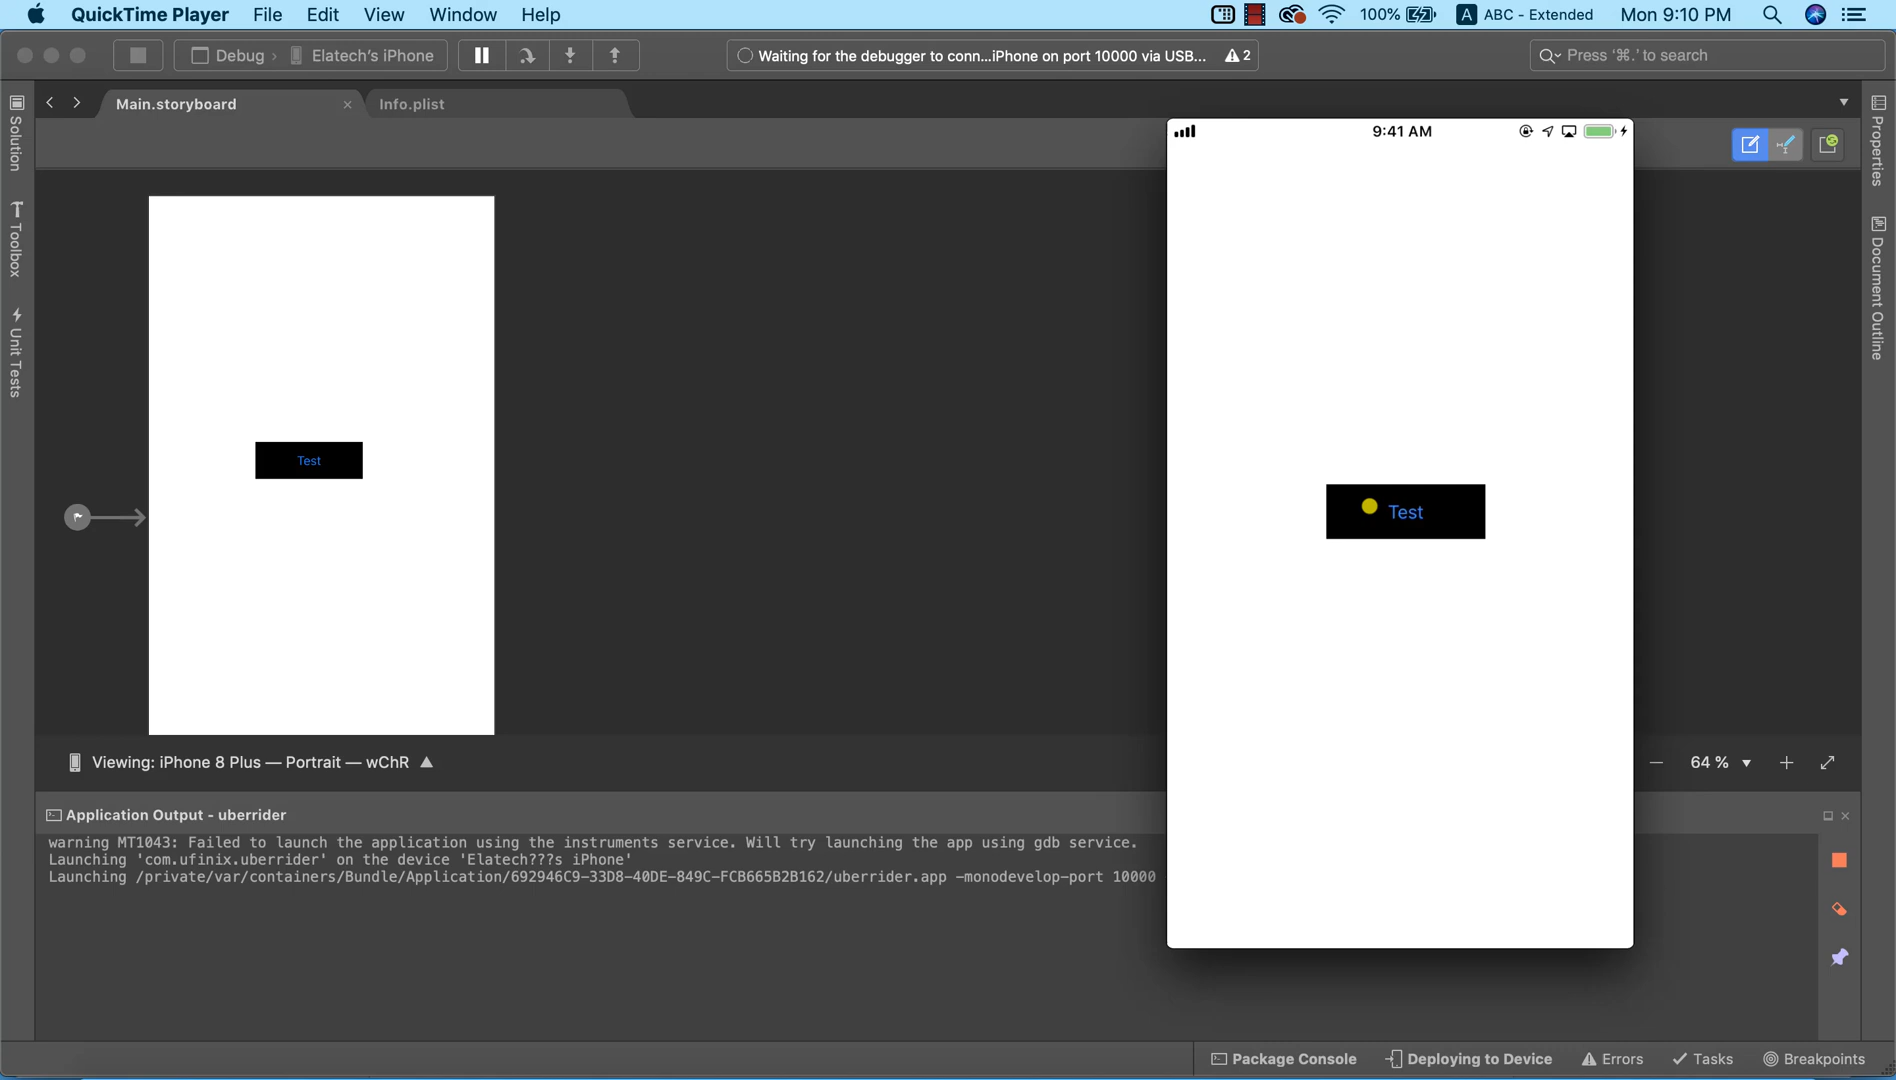 QuickTime Player File Edit View Window Help 100% A ABC - Extended Mon 9:10 PM
Debug › Elatech's iPhone Waiting for the debugger to conn...iPhone on port 10000 via USB... 2 Press '⌘.' to search
Main.storyboard × Info.plist
Solution
Toolbox
Unit Tests
Properties
Document Outline
9:41 AM
Test
Test
Viewing: iPhone 8 Plus — Portrait — wChR 64 %
Application Output - uberrider
warning MT1043: Failed to launch the application using the instruments service. Will try launching the app using gdb service.
Launching 'com.ufinix.uberrider' on the device 'Elatech???s iPhone'
Launching /private/var/containers/Bundle/Application/692946C9-33D8-40DE-849C-FCB665B2B162/uberrider.app -monodevelop-port 10000
Package Console Deploying to Device Errors Tasks Breakpoints